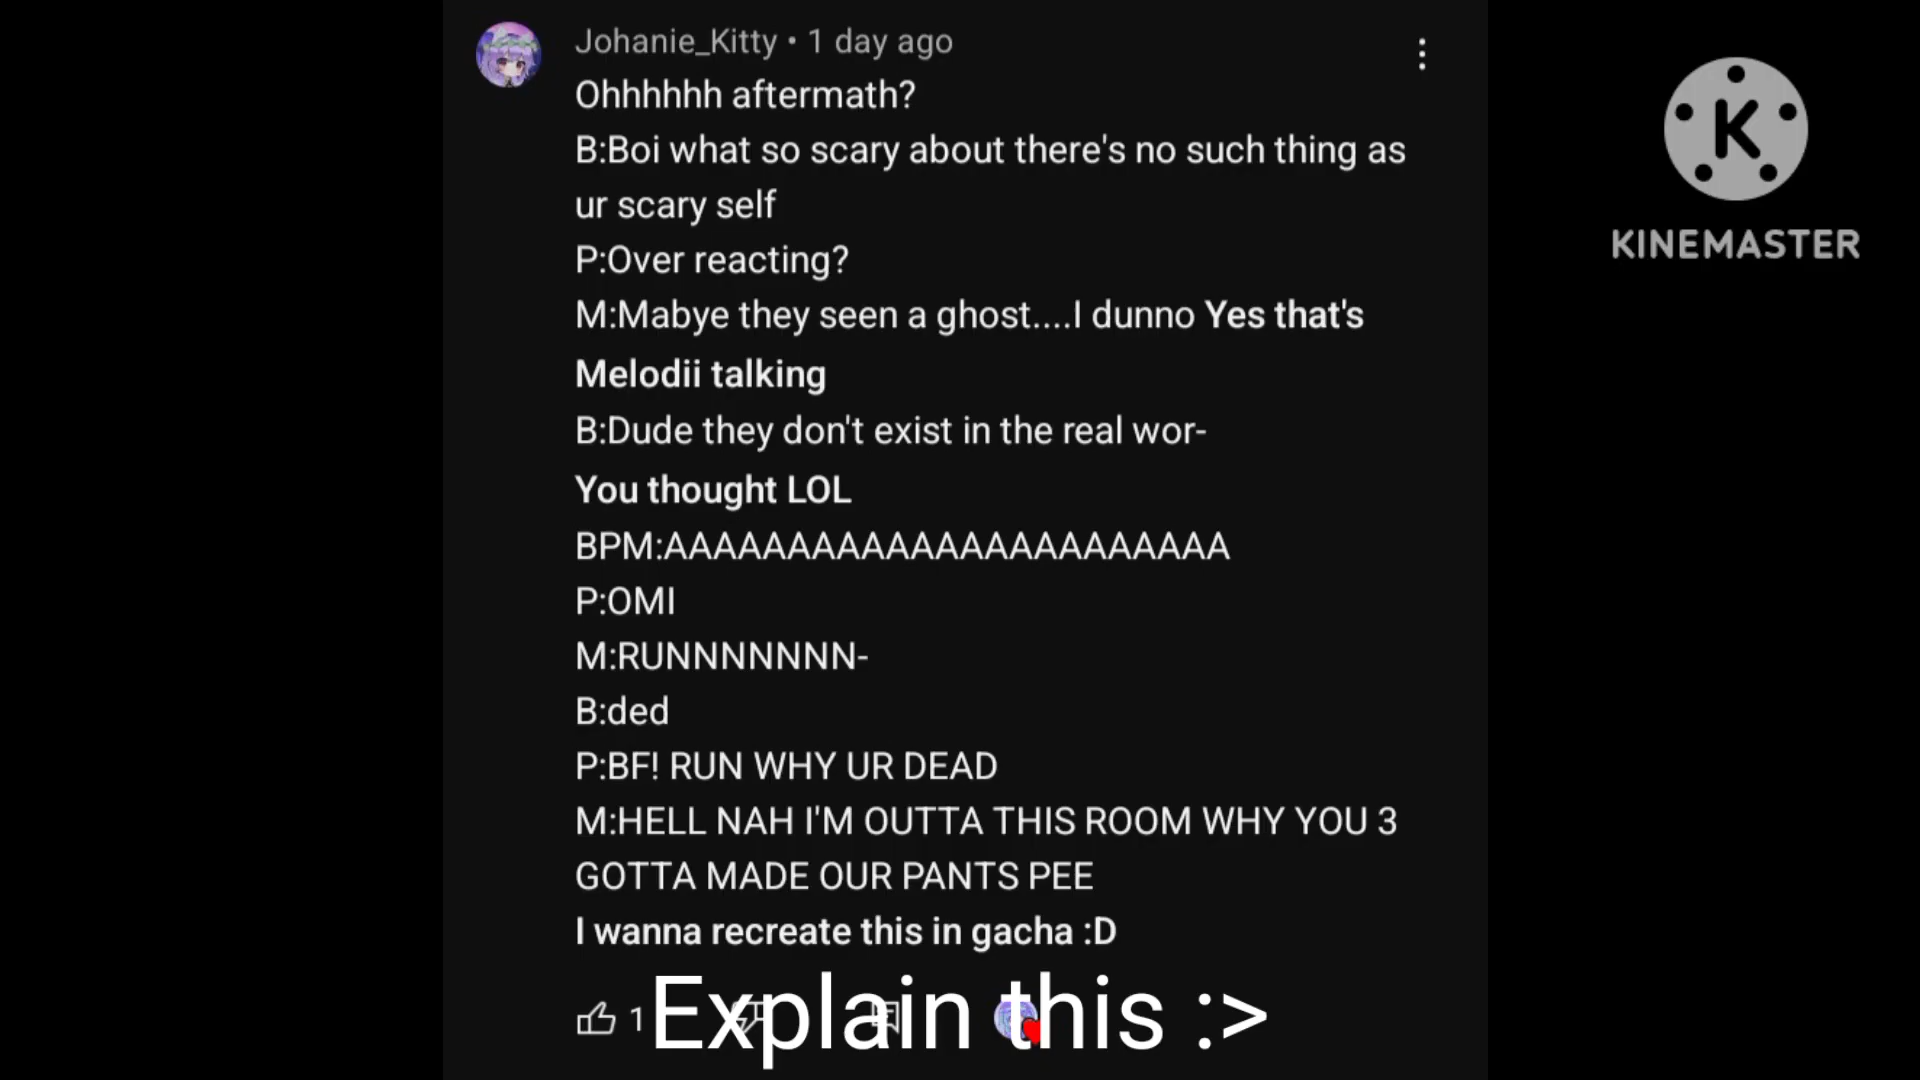 Johanie_Kitty • 1 day ago
Ohhhhhh aftermath?
B:Boi what so scary about there's no such thing as
ur scary self
P:Over reacting?
M:Mabye they seen a ghost....I dunno Yes that's
Melodii talking
B:Dude they don't exist in the real wor-
You thought LOL
BPM:AAAAAAAAAAAAAAAAAAAAAAA
P:OMI
M:RUNNNNNNN-
B:ded
P:BF! RUN WHY UR DEAD
M:HELL NAH I'M OUTTA THIS ROOM WHY YOU 3
GOTTA MADE OUR PANTS PEE
I wanna recreate this in gacha :D
1
Explain this :>
K
KINEMASTER